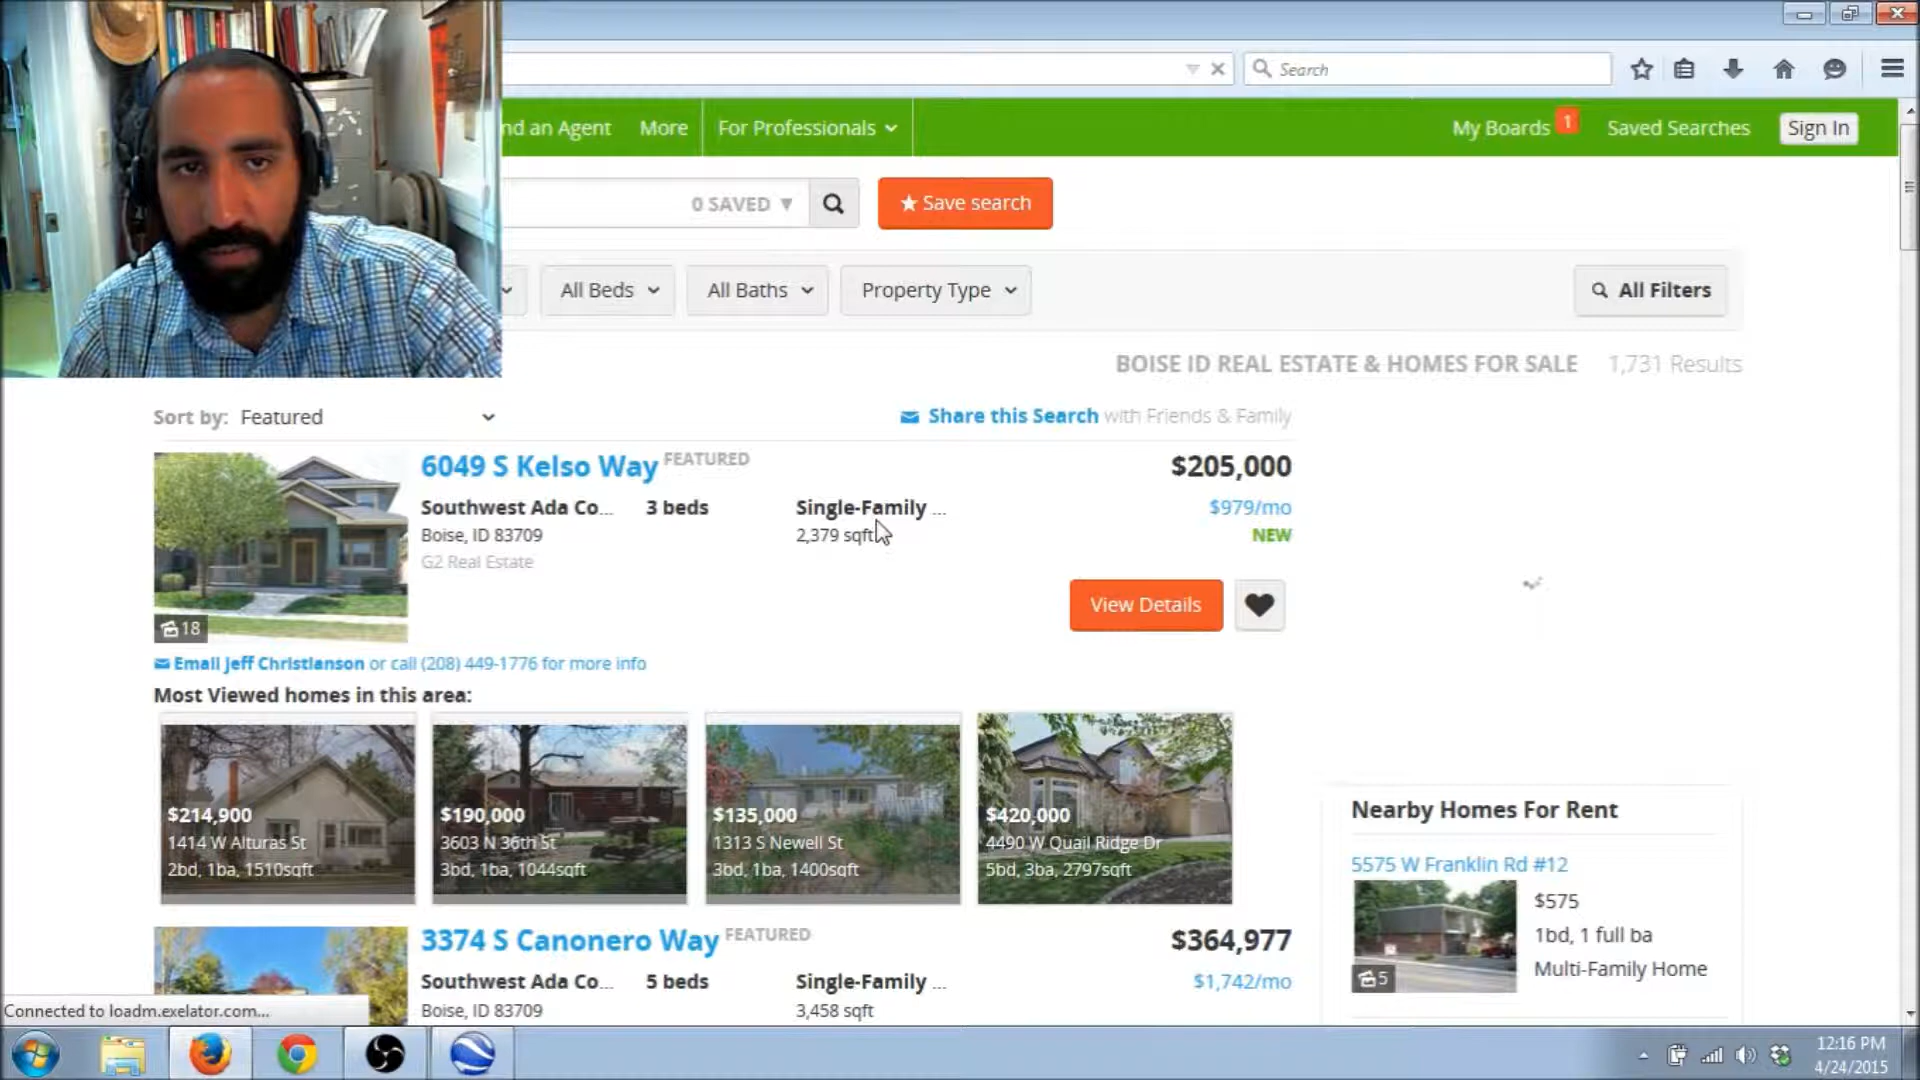 Search
nd an Agent
More
For Professionals
My Boards
1
Saved Searches
Sign In
0 SAVED
Save search
All Beds
All Baths
Property Type
All Filters
BOISE ID REAL ESTATE & HOMES FOR SALE
1,731 Results
Sort by: Featured
Share this Search with Friends & Family
6049 S Kelso Way FEATURED
$205,000
Southwest Ada Co...
3 beds
Single-Family ...
$979/mo
Boise, ID 83709
2,379 sqft
NEW
G2 Real Estate
View Details
18
Email Jeff Christianson or call (208) 449-1776 for more info
Most Viewed homes in this area:
$214,900
1414 W Alturas St
2bd, 1ba, 1510sqft
$190,000
3603 N 36th St
3bd, 1ba, 1044sqft
$135,000
1313 S Newell St
3bd, 1ba, 1400sqft
$420,000
4490 W Quail Ridge Dr
5bd, 3ba, 2797sqft
Nearby Homes For Rent
5575 W Franklin Rd #12
$575
1bd, 1 full ba
Multi-Family Home
5
3374 S Canonero Way FEATURED
$364,977
Southwest Ada Co...
5 beds
Single-Family ...
$1,742/mo
Boise, ID 83709
3,458 sqft
Connected to loadm.exelator.com...
12:16 PM
4/24/2015